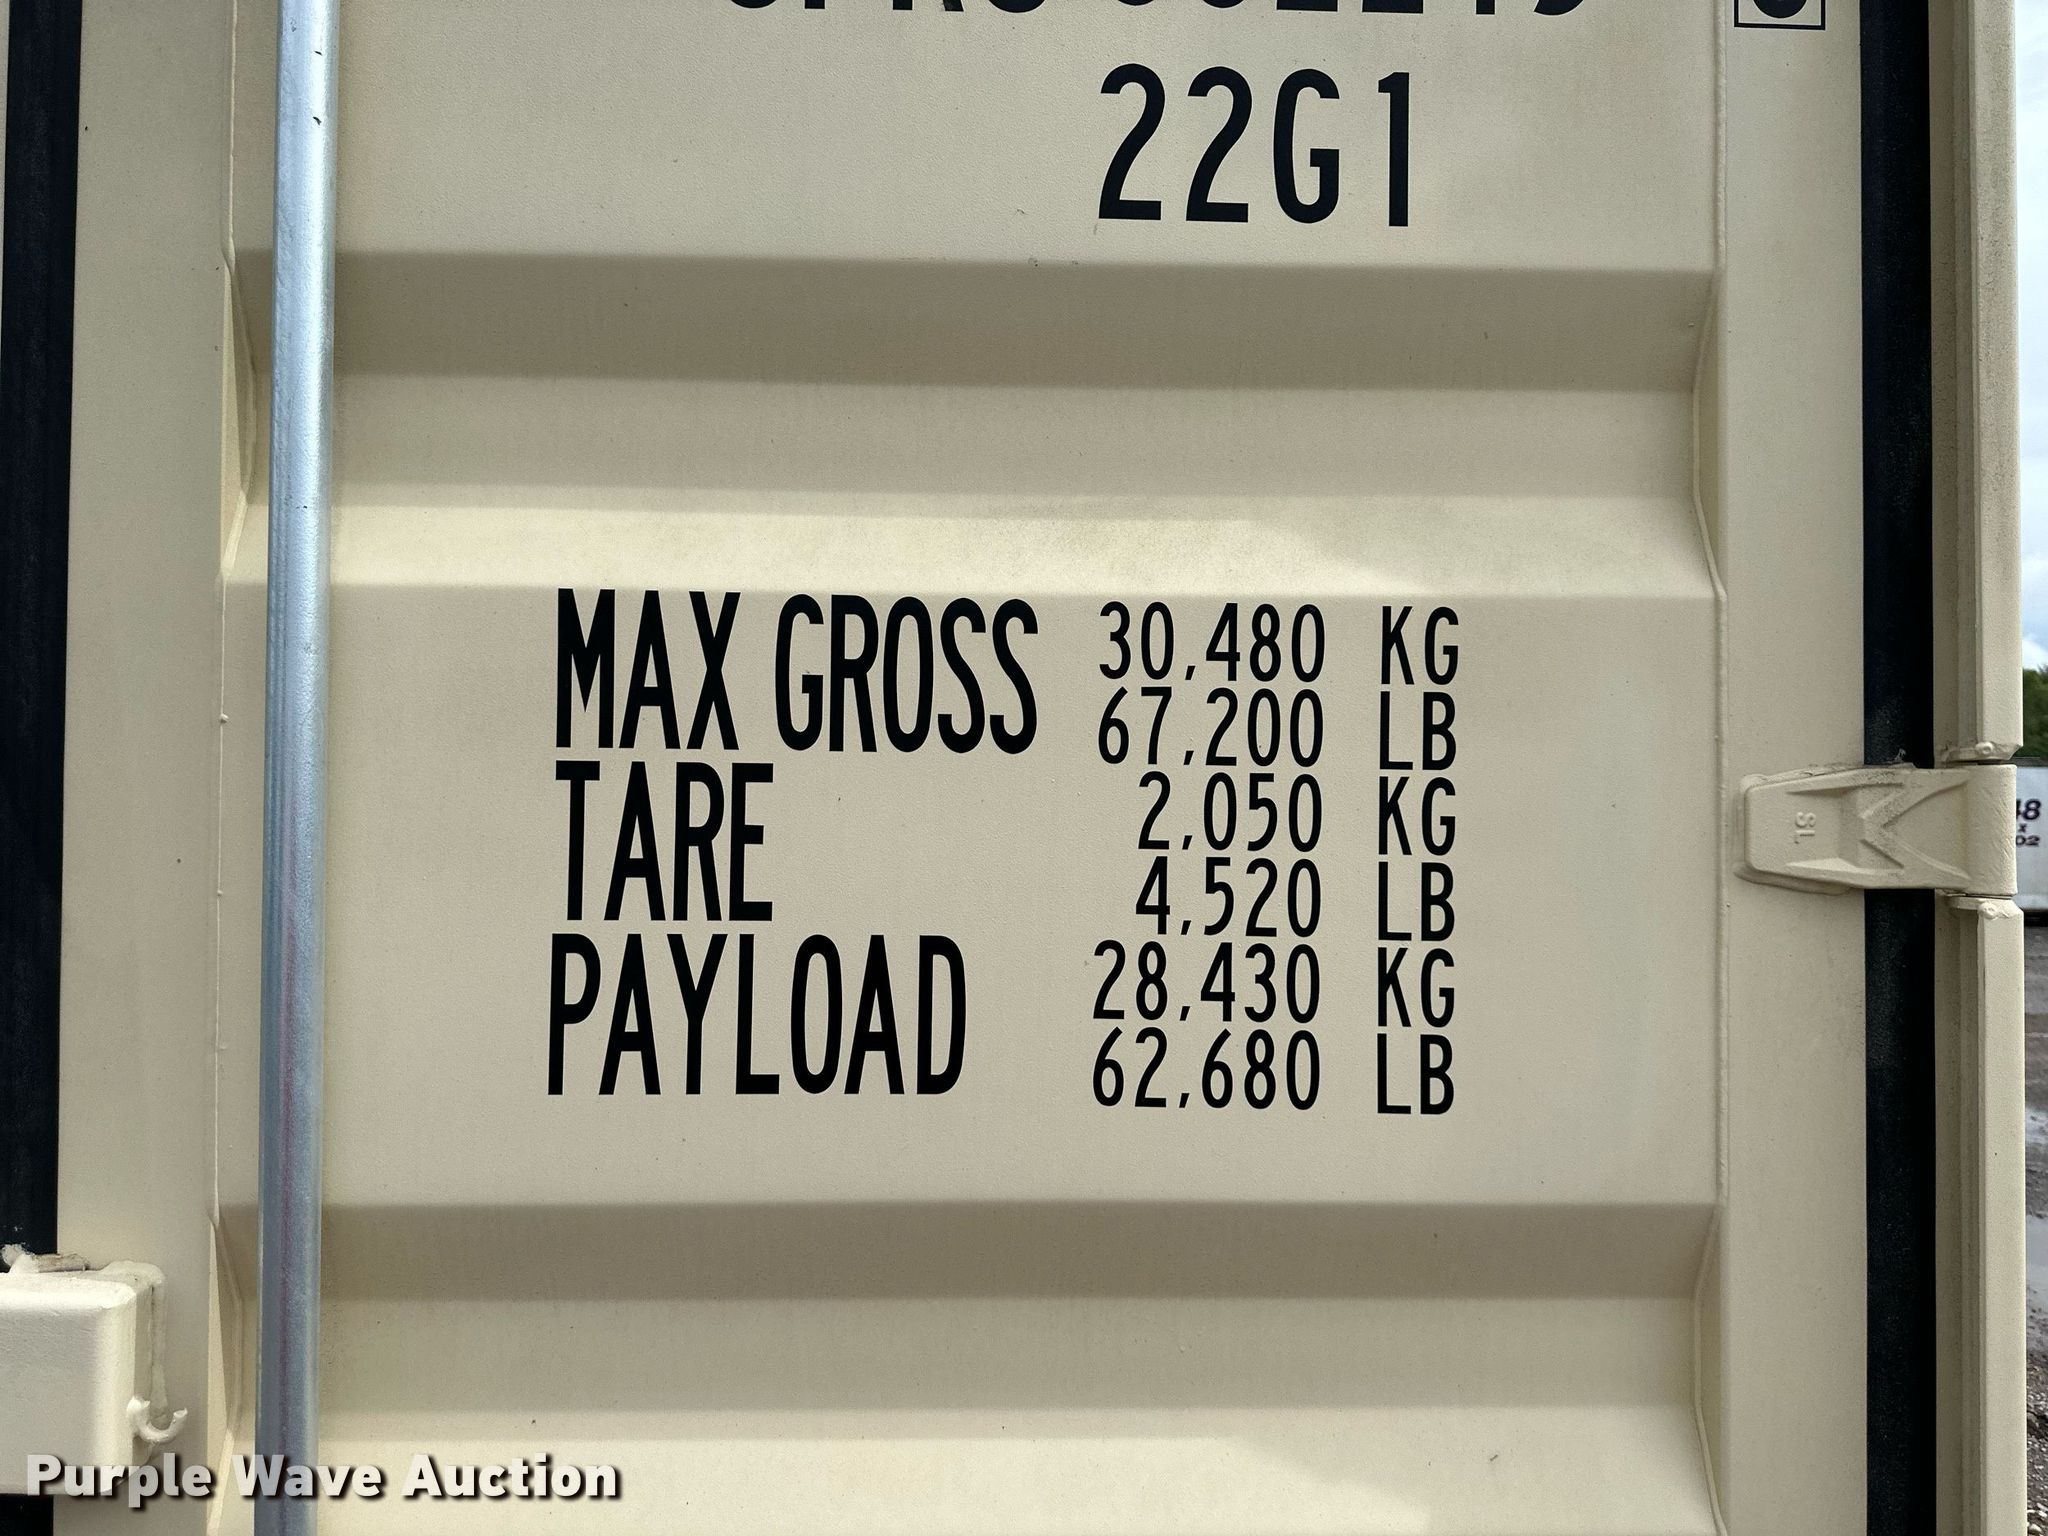 22G1
MAX GROSS 30,480 KG
67,200 LB
TARE 2,050 KG
4,520 LB
PAYLOAD 28,430 KG
62,680 LB
SL
Purple Wave Auction